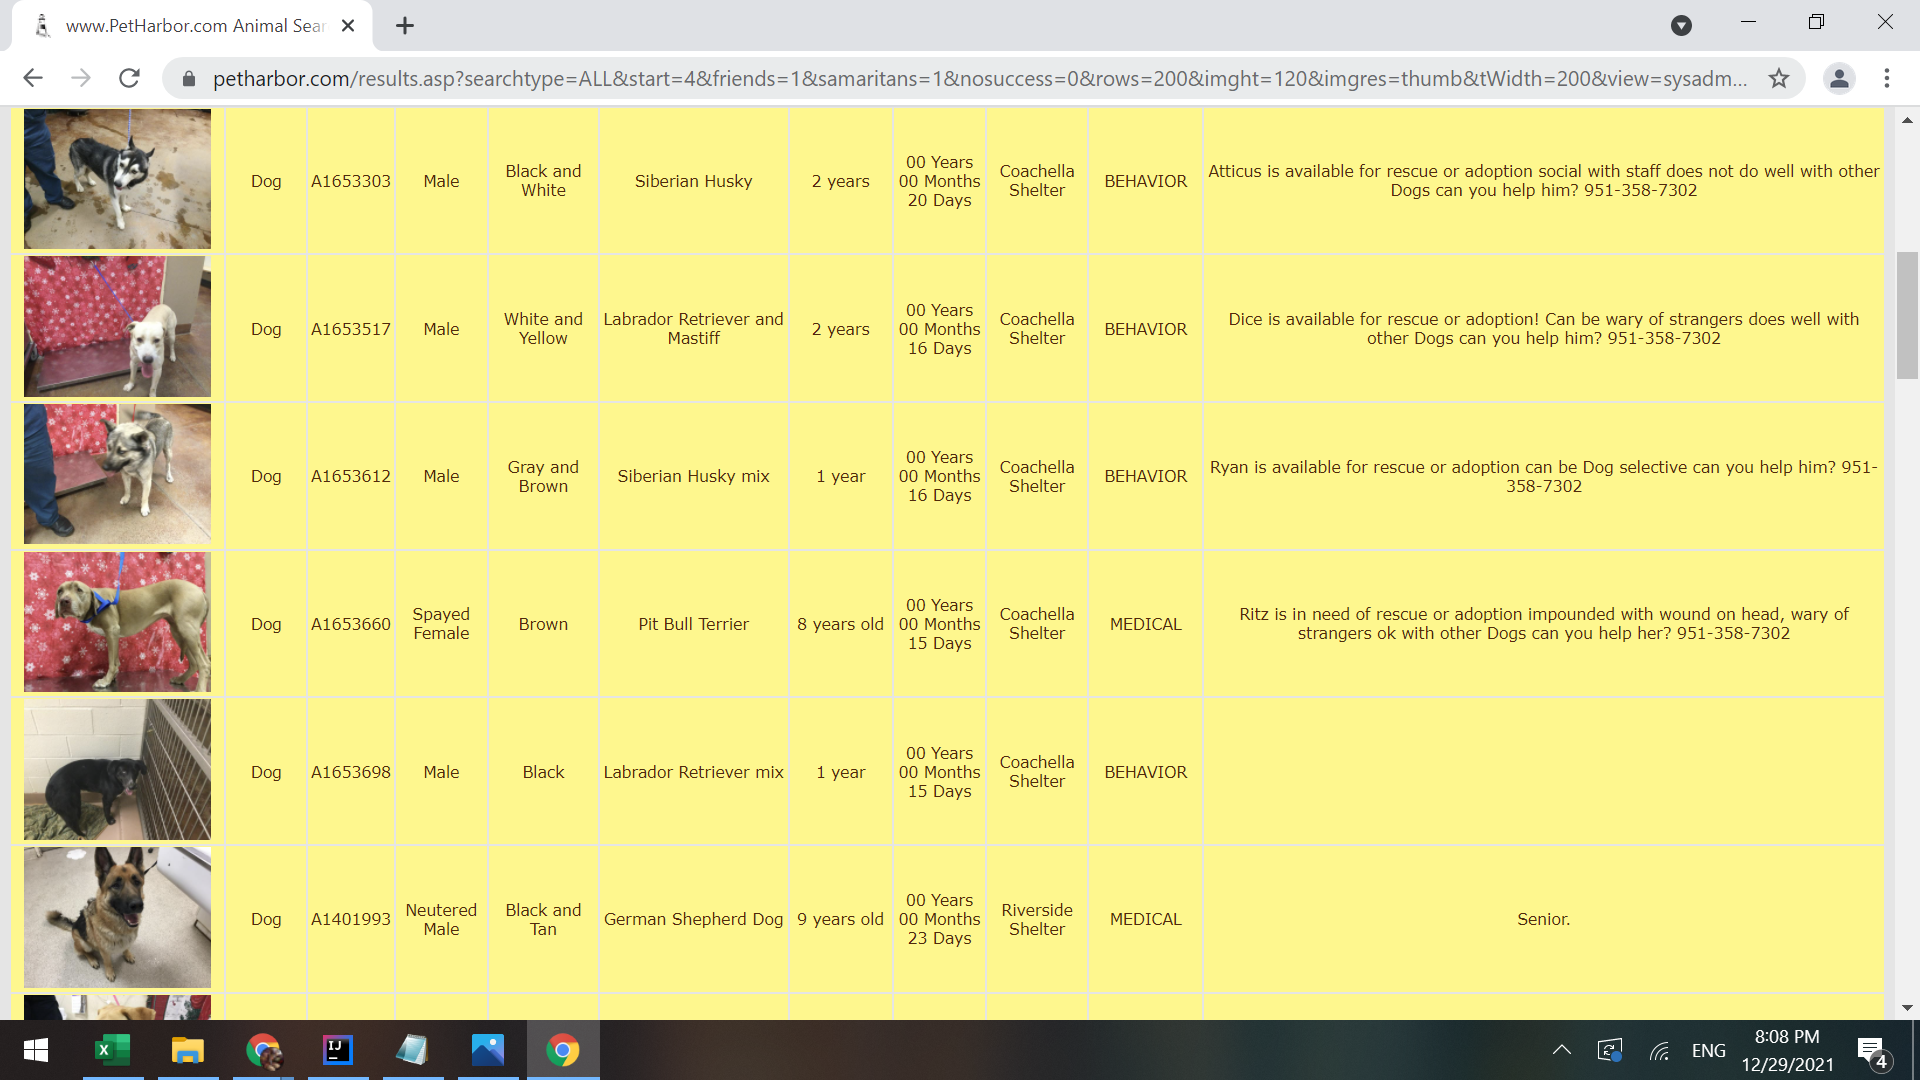 www.PetHarbor.com Animal Sear
petharbor.com/results.asp?searchtype=ALL&start=4&friends=1&samaritans=1&nosuccess=0&rows=200&imght=120&imgres=thumb&tWidth=200&view=sysadm...
Dog
A1653303
Male
Black and
White
Siberian Husky
2 years
00 Years
00 Months
20 Days
Coachella
Shelter
BEHAVIOR
Atticus is available for rescue or adoption social with staff does not do well with other
Dogs can you help him? 951-358-7302
Dog
A1653517
Male
White and
Yellow
Labrador Retriever and
Mastiff
2 years
00 Years
00 Months
16 Days
Coachella
Shelter
BEHAVIOR
Dice is available for rescue or adoption! Can be wary of strangers does well with
other Dogs can you help him? 951-358-7302
Dog
A1653612
Male
Gray and
Brown
Siberian Husky mix
1 year
00 Years
00 Months
16 Days
Coachella
Shelter
BEHAVIOR
Ryan is available for rescue or adoption can be Dog selective can you help him? 951-
358-7302
Dog
A1653660
Spayed
Female
Brown
Pit Bull Terrier
8 years old
00 Years
00 Months
15 Days
Coachella
Shelter
MEDICAL
Ritz is in need of rescue or adoption impounded with wound on head, wary of
strangers ok with other Dogs can you help her? 951-358-7302
Dog
A1653698
Male
Black
Labrador Retriever mix
1 year
00 Years
00 Months
15 Days
Coachella
Shelter
BEHAVIOR
Dog
A1401993
Neutered
Male
Black and
Tan
German Shepherd Dog
9 years old
00 Years
00 Months
23 Days
Riverside
Shelter
MEDICAL
Senior.
X
IJ
ENG
8:08 PM
12/29/2021
4